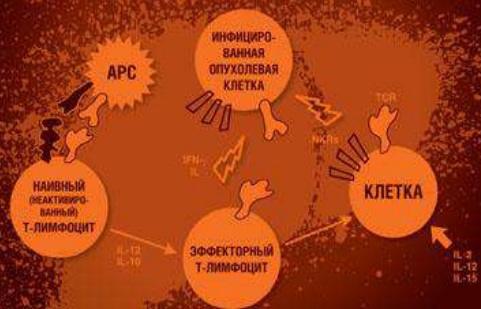 APC
ИНФИЦИРО-
ВАННАЯ
ОПУХОЛЕВАЯ
КЛЕТКА
TCR
IFN-,
IL
NKRs
НАИВНЫЙ
(НЕАКТИВИРО-
ВАННЫЙ)
Т-ЛИМФОЦИТ
КЛЕТКА
IL-12
IL-10
ЭФФЕКТОРНЫЙ
Т-ЛИМФОЦИТ
IL-2
IL-12
IL-15